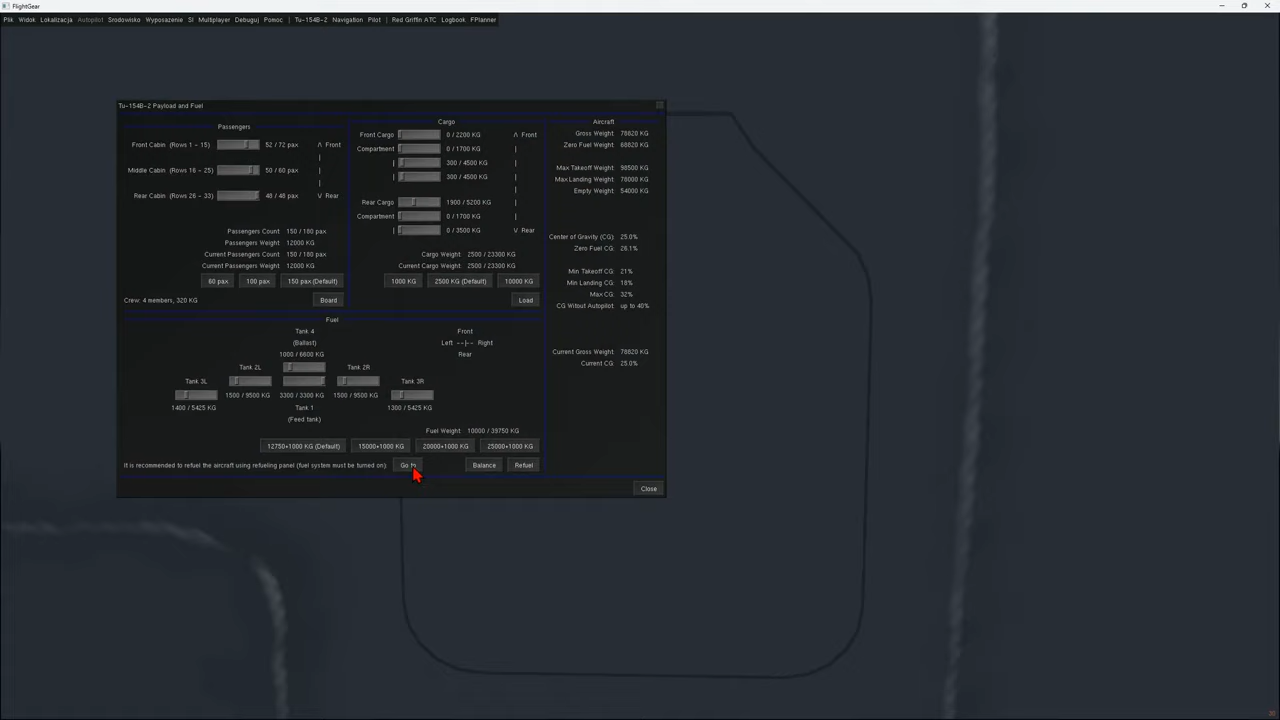 FlightGear
Plik Widok Lokalizacja Autopilot Środowisko Wyposażenie SI Multiplayer Debuguj Pomoc | Tu-154B-2 Navigation Pilot | Red Griffin ATC Logbook FPlanner
Tu-154B-2 Payload and Fuel
Passengers
Front Cabin (Rows 1 - 15) 52 / 72 pax /\ Front
|
Middle Cabin (Rows 16 - 25) 50 / 60 pax |
|
Rear Cabin (Rows 26 - 33) 48 / 48 pax \/ Rear
Passengers Count: 150 / 180 pax
Passengers Weight: 12000 KG
Current Passengers Count: 150 / 180 pax
Current Passengers Weight: 12000 KG
60 pax 100 pax 150 pax (Default)
Crew: 4 members, 320 KG Board
Cargo
Front Cargo 0 / 2200 KG /\ Front
Compartment 0 / 1700 KG |
| 300 / 4500 KG |
| 300 / 4500 KG |
Rear Cargo 1900 / 5200 KG |
Compartment 0 / 1700 KG |
| 0 / 3500 KG \/ Rear
Cargo Weight: 2500 / 23300 KG
Current Cargo Weight: 2500 / 23300 KG
1000 KG 2500 KG (Default) 10000 KG
Load
Aircraft
Gross Weight: 78820 KG
Zero Fuel Weight: 68820 KG
Max Takeoff Weight: 98500 KG
Max Landing Weight: 78000 KG
Empty Weight: 54000 KG
Center of Gravity (CG): 25.0%
Zero Fuel CG: 26.1%
Min Takeoff CG: 21%
Min Landing CG: 18%
Max CG: 32%
CG Witout Autopilot: up to 40%
Current Gross Weight: 78820 KG
Current CG: 25.0%
Fuel
Tank 4
(Ballast)
1000 / 6600 KG
Front
Left --|-- Right
Rear
Tank 2L Tank 2R
Tank 3L Tank 3R
1500 / 9500 KG 3300 / 3300 KG 1500 / 9500 KG
1400 / 5425 KG Tank 1 1300 / 5425 KG
(Feed tank)
Fuel Weight: 10000 / 39750 KG
12750+1000 KG (Default) 15000+1000 KG 20000+1000 KG 25000+1000 KG
It is recommended to refuel the aircraft using refueling panel (fuel system must be turned on): Go to Balance Refuel
Close